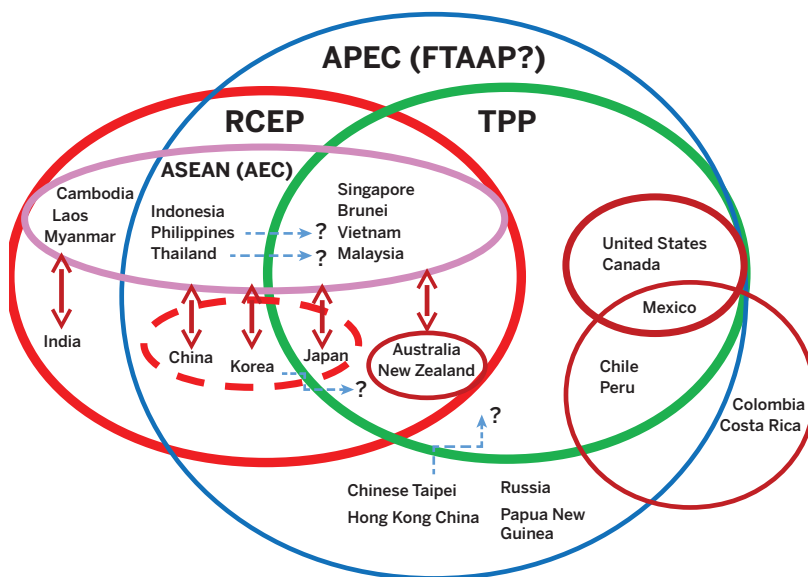 APEC (FTAAP?)
RCEP
TPP
ASEAN (AEC)
Cambodia
Laos
Myanmar
Indonesia
Philippines
Thailand
?
?
Singapore
Brunei
Vietnam
Malaysia
United States
Canada
Mexico
India
China
Korea
Japan
?
Australia
New Zealand
Chile
Peru
Colombia
Costa Rica
?
Chinese Taipei
Hong Kong China
Russia
Papua New
Guinea